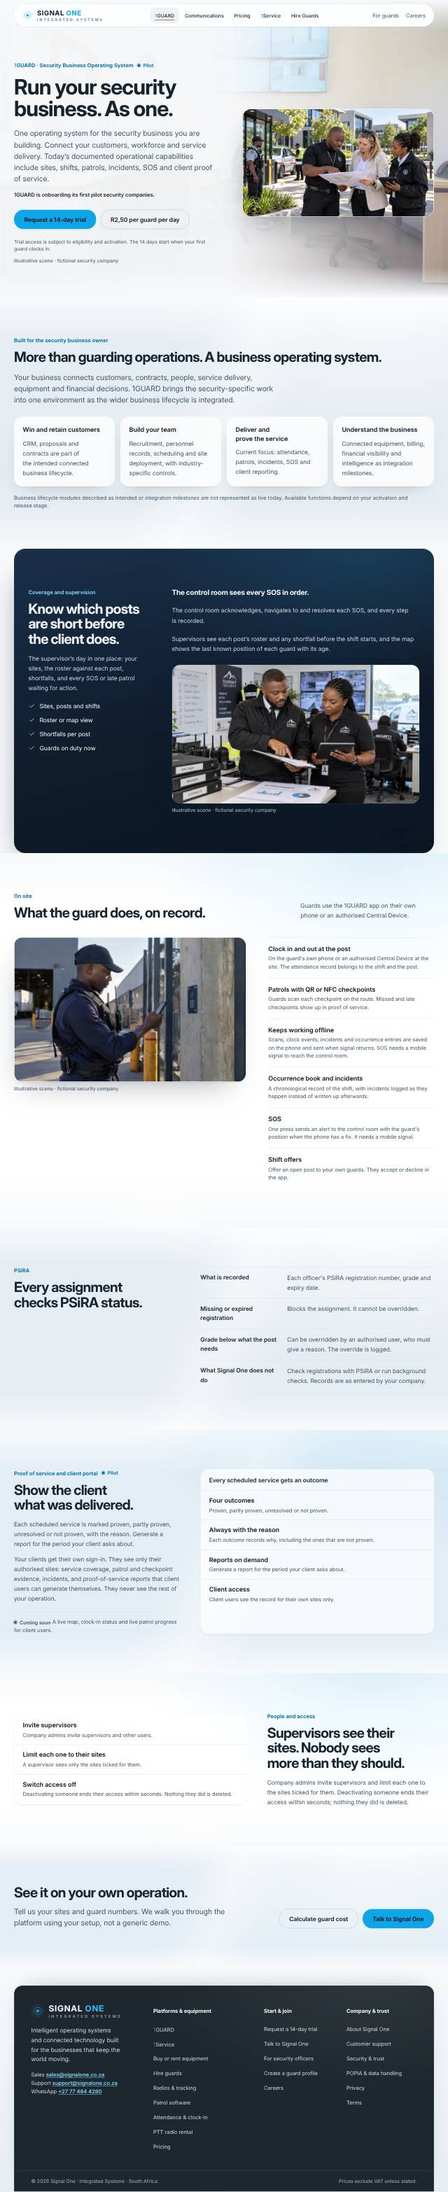 SIGNAL ONE
INTEGRATED SYSTEMS
1GUARD
Communications
Pricing
1Service
Hire Guards
For guards
Careers
1GUARD · Security Business Operating System
Pilot
Run your security
business. As one.
One operating system for the security business you are
building. Connect your customers, workforce and service
delivery. Today's documented operational capabilities
include sites, shifts, patrols, incidents, SOS and client proof
of service.
1GUARD is onboarding its first pilot security companies.
Request a 14-day trial
R2,50 per guard per day
Trial access is subject to eligibility and activation. The 14 days start when your first
guard clocks in.
Illustrative scene · fictional security company
Built for the security business owner
More than guarding operations. A business operating system.
Your business connects customers, contracts, people, service delivery,
equipment and financial decisions. 1GUARD brings the security-specific work
into one environment as the wider business lifecycle is integrated.
Win and retain customers
CRM, proposals and
contracts are part of
the intended connected
business lifecycle.
Build your team
Recruitment, personnel
records, scheduling and site
deployment, with industry-
specific controls.
Deliver and
prove the service
Current focus: attendance,
patrols, incidents, SOS and
client reporting.
Understand the business
Connected equipment, billing,
financial visibility and
intelligence as integration
milestones.
Business lifecycle modules described as intended or integration milestones are not represented as live today. Available functions depend on your activation and
release stage.
Coverage and supervision
Know which posts
are short before
the client does.
The supervisor's day in one place: your
sites, the roster against each post,
shortfalls, and every SOS or late patrol
waiting for action.
Sites, posts and shifts
Roster or map view
Shortfalls per post
Guards on duty now
The control room sees every SOS in order.
The control room acknowledges, navigates to and resolves each SOS, and every step
is recorded.
Supervisors see each post's roster and any shortfall before the shift starts, and the map
shows the last known position of each guard with its age.
Illustrative scene · fictional security company
On site
What the guard does, on record.
Guards use the 1GUARD app on their own
phone or an authorised Central Device.
Illustrative scene · fictional security company
Clock in and out at the post
On the guard's own phone or an authorised Central Device at the
site. The attendance record belongs to the shift and the post.
Patrols with QR or NFC checkpoints
Guards scan each checkpoint on the route. Missed and late
checkpoints show up in proof of service.
Keeps working offline
Scans, clock events, incidents and occurrence entries are saved
on the phone and sent when signal returns. SOS needs a mobile
signal to reach the control room.
Occurrence book and incidents
A chronological record of the shift, with incidents logged as they
happen instead of written up afterwards.
SOS
One press sends an alert to the control room with the guard's
position when the phone has a fix. It needs a mobile signal.
Shift offers
Offer an open post to your own guards. They accept or decline in
the app.
PSiRA
Every assignment
checks PSiRA status.
What is recorded
Each officer's PSiRA registration number, grade and
expiry date.
Missing or expired
registration
Blocks the assignment. It cannot be overridden.
Grade below what the post
needs
Can be overridden by an authorised user, who must
give a reason. The override is logged.
What Signal One does not
do
Check registrations with PSiRA or run background
checks. Records are as entered by your company.
Proof of service and client portal
Pilot
Show the client
what was delivered.
Each scheduled service is marked proven, partly proven,
unresolved or not proven, with the reason. Generate a
report for the period your client asks about.
Your clients get their own sign-in. They see only their
authorised sites: service coverage, patrol and checkpoint
evidence, incidents, and proof-of-service reports that client
users can generate themselves. They never see the rest of
your operation.
Coming soon A live map, clock-in status and live patrol progress
for client users.
Every scheduled service gets an outcome
Four outcomes
Proven, partly proven, unresolved or not proven.
Always with the reason
Each outcome records why, including the ones that are not proven.
Reports on demand
Generate a report for the period your client asks about.
Client access
Client users see the record for their own sites only.
Invite supervisors
Company admins invite supervisors and other users.
Limit each one to their sites
A supervisor sees only the sites ticked for them.
Switch access off
Deactivating someone ends their access within seconds. Nothing they did is deleted.
People and access
Supervisors see their
sites. Nobody sees
more than they should.
Company admins invite supervisors and limit each one to
the sites ticked for them. Deactivating someone ends their
access within seconds; nothing they did is deleted.
See it on your own operation.
Tell us your sites and guard numbers. We walk you through the
platform using your setup, not a generic demo.
Calculate guard cost
Talk to Signal One
SIGNAL ONE
INTEGRATED SYSTEMS
Intelligent operating systems
and connected technology built
for the businesses that keep the
world moving.
Sales sales@signalone.co.za
Support support@signalone.co.za
WhatsApp +27 77 484 4280
Platforms & equipment
1GUARD
1Service
Buy or rent equipment
Hire guards
Radios & tracking
Patrol software
Attendance & clock-in
PTT radio rental
Pricing
Start & join
Request a 14-day trial
Talk to Signal One
For security officers
Create a guard profile
Careers
Company & trust
About Signal One
Customer support
Security & trust
POPIA & data handling
Privacy
Terms
© 2026 Signal One · Integrated Systems · South Africa
Prices exclude VAT unless stated